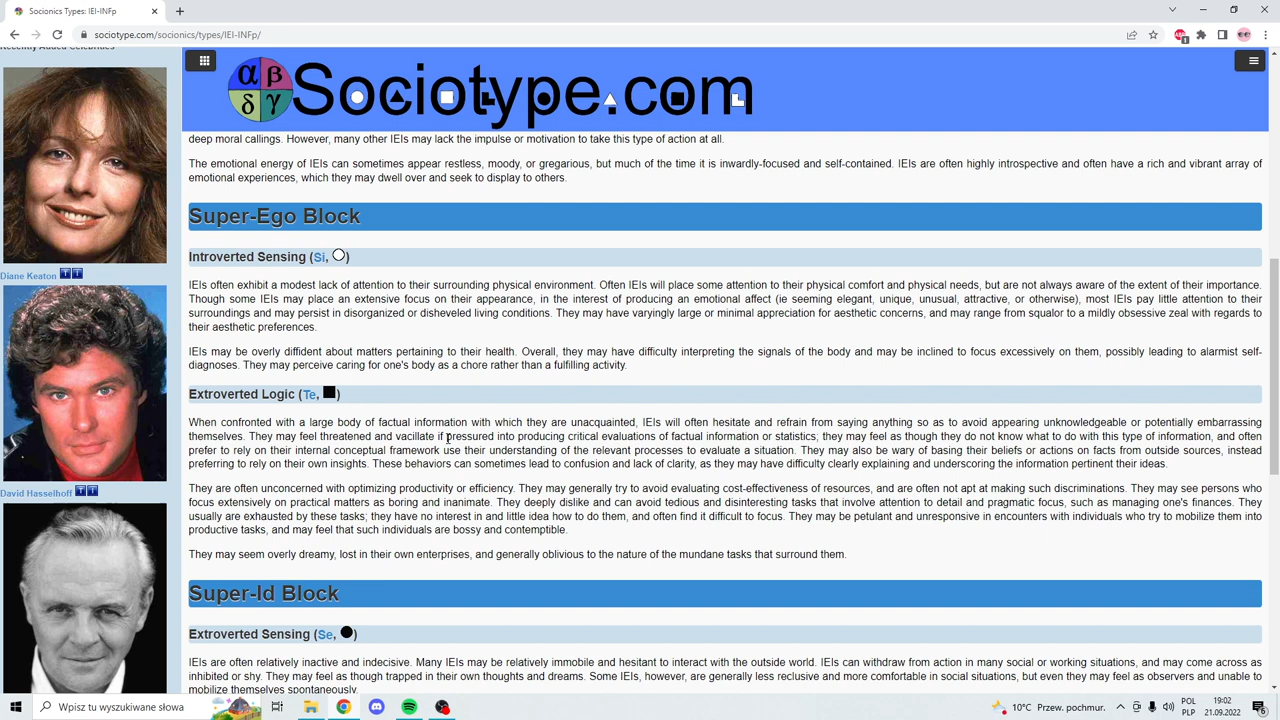 Socionics Types: IEI-INFp
sociotype.com/socionics/types/IEI-INFp/
Recently Added Celebrities
α β
δ γ
Sociotype.com
deep moral callings. However, many other IEIs may lack the impulse or motivation to take this type of action at all.
The emotional energy of IEIs can sometimes appear restless, moody, or gregarious, but much of the time it is inwardly-focused and self-contained. IEIs are often highly introspective and often have a rich and vibrant array of
emotional experiences, which they may dwell over and seek to display to others.
Super-Ego Block
Introverted Sensing (Si, )
IEIs often exhibit a modest lack of attention to their surrounding physical environment. Often IEIs will place some attention to their physical comfort and physical needs, but are not always aware of the extent of their importance.
Though some IEIs may place an extensive focus on their appearance, in the interest of producing an emotional affect (ie seeming elegant, unique, unusual, attractive, or otherwise), most IEIs pay little attention to their
surroundings and may persist in disorganized or disheveled living conditions. They may have varyingly large or minimal appreciation for aesthetic concerns, and may range from squalor to a mildly obsessive zeal with regards to
their aesthetic preferences.
Diane Keaton T T
IEIs may be overly diffident about matters pertaining to their health. Overall, they may have difficulty interpreting the signals of the body and may be inclined to focus excessively on them, possibly leading to alarmist self-
diagnoses. They may perceive caring for one's body as a chore rather than a fulfilling activity.
Extroverted Logic (Te, )
When confronted with a large body of factual information with which they are unacquainted, IEIs will often hesitate and refrain from saying anything so as to avoid appearing unknowledgeable or potentially embarrassing
themselves. They may feel threatened and vacillate if pressured into producing critical evaluations of factual information or statistics; they may feel as though they do not know what to do with this type of information, and often
prefer to rely on their internal conceptual framework use their understanding of the relevant processes to evaluate a situation. They may also be wary of basing their beliefs or actions on facts from outside sources, instead
preferring to rely on their own insights. These behaviors can sometimes lead to confusion and lack of clarity, as they may have difficulty clearly explaining and underscoring the information pertinent their ideas.
David Hasselhoff T T
They are often unconcerned with optimizing productivity or efficiency. They may generally try to avoid evaluating cost-effectiveness of resources, and are often not apt at making such discriminations. They may see persons who
focus extensively on practical matters as boring and inanimate. They deeply dislike and can avoid tedious and disinteresting tasks that involve attention to detail and pragmatic focus, such as managing one's finances. They
usually are exhausted by these tasks; they have no interest in and little idea how to do them, and often find it difficult to focus. They may be petulant and unresponsive in encounters with individuals who try to mobilize them into
productive tasks, and may feel that such individuals are bossy and contemptible.
They may seem overly dreamy, lost in their own enterprises, and generally oblivious to the nature of the mundane tasks that surround them.
Super-Id Block
Extroverted Sensing (Se, )
IEIs are often relatively inactive and indecisive. Many IEIs may be relatively immobile and hesitant to interact with the outside world. IEIs can withdraw from action in many social or working situations, and may come across as
inhibited or shy. They may feel as though trapped in their own thoughts and dreams. Some IEIs, however, are generally less reclusive and more comfortable in social situations, but even they may feel as observers and unable to
mobilize themselves spontaneously.
Wpisz tu wyszukiwane słowa
10°C Przew. pochmur.
POL
PLP
19:02
21.09.2022